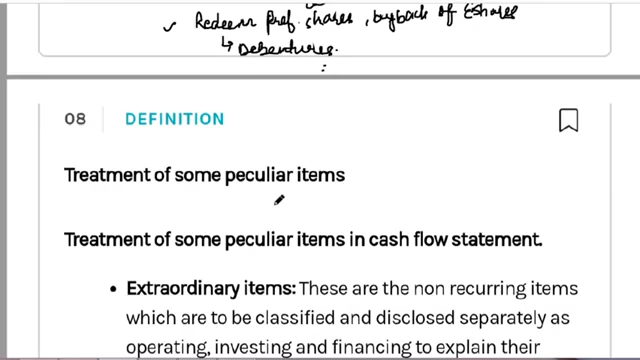 ✓ Redeem Pref. shares, buyback of Eshares
↳ Debentures.
08 DEFINITION
Treatment of some peculiar items
Treatment of some peculiar items in cash flow statement.
• Extraordinary items: These are the non recurring items
which are to be classified and disclosed separately as
operating, investing and financing to explain their